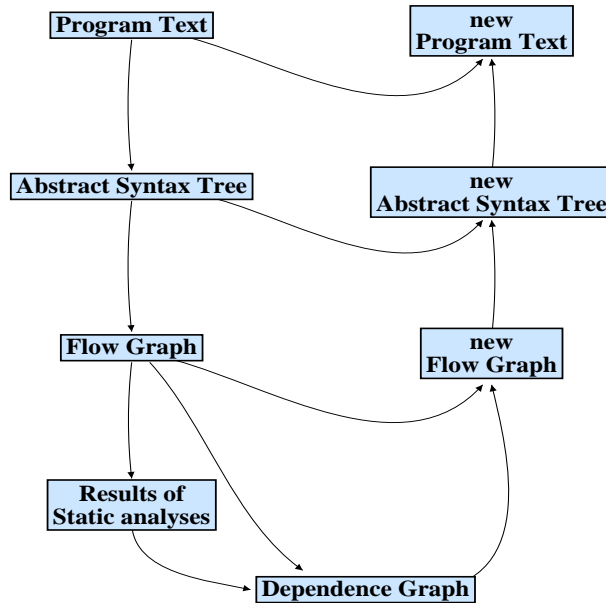 Program Text
new
Program Text
Abstract Syntax Tree
new
Abstract Syntax Tree
Flow Graph
new
Flow Graph
Results of
Static analyses
Dependence Graph